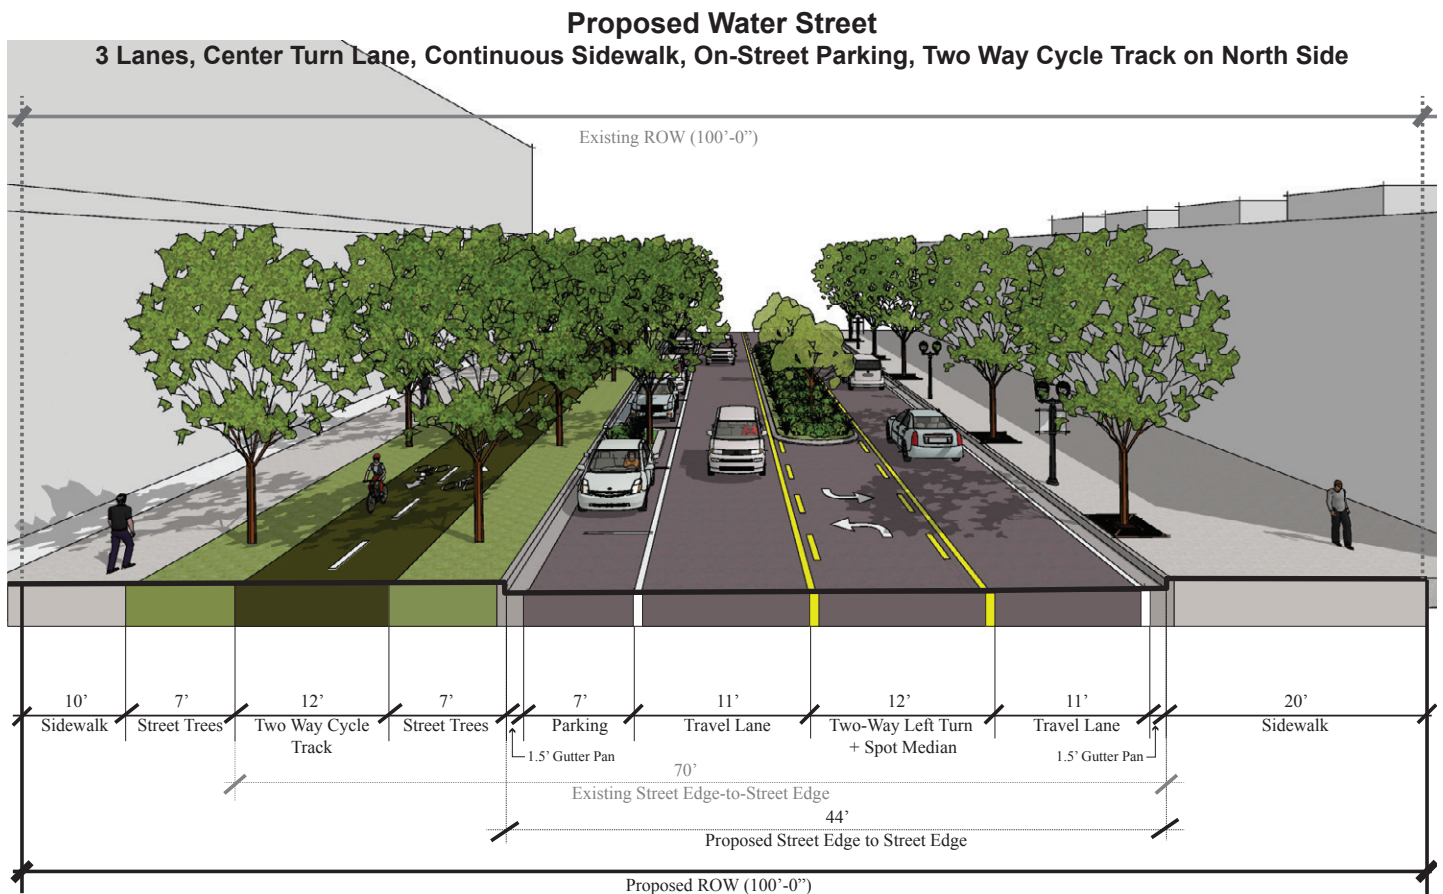 Proposed Water Street
3 Lanes, Center Turn Lane, Continuous Sidewalk, On-Street Parking, Two Way Cycle Track on North Side
Existing ROW (100’-0”)
10’
Sidewalk
7’
Street Trees
12’
Two Way Cycle
Track
7’
Street Trees
1.5’ Gutter Pan
7’
Parking
11’
Travel Lane
12’
Two-Way Left Turn
+ Spot Median
11’
Travel Lane
1.5’ Gutter Pan
20’
Sidewalk
70’
Existing Street Edge-to-Street Edge
44’
Proposed Street Edge to Street Edge
Proposed ROW (100’-0”)